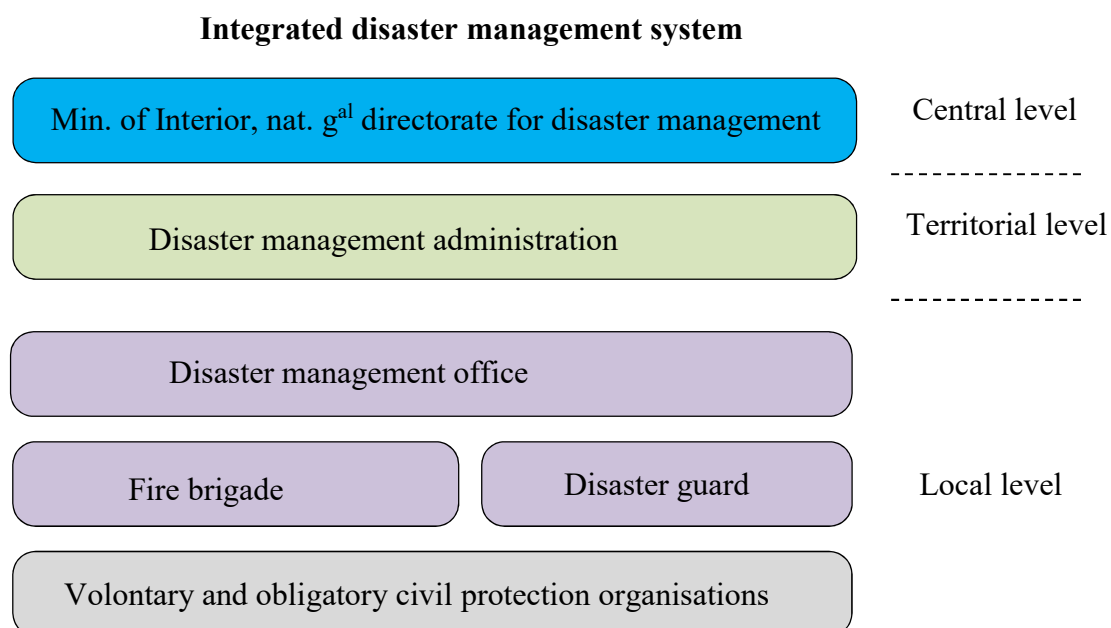 Integrated disaster management system
Min. of Interior, nat. gal directorate for disaster management
Central level
Disaster management administration
Territorial level
Disaster management office
Fire brigade
Disaster guard
Local level
Volontary and obligatory civil protection organisations